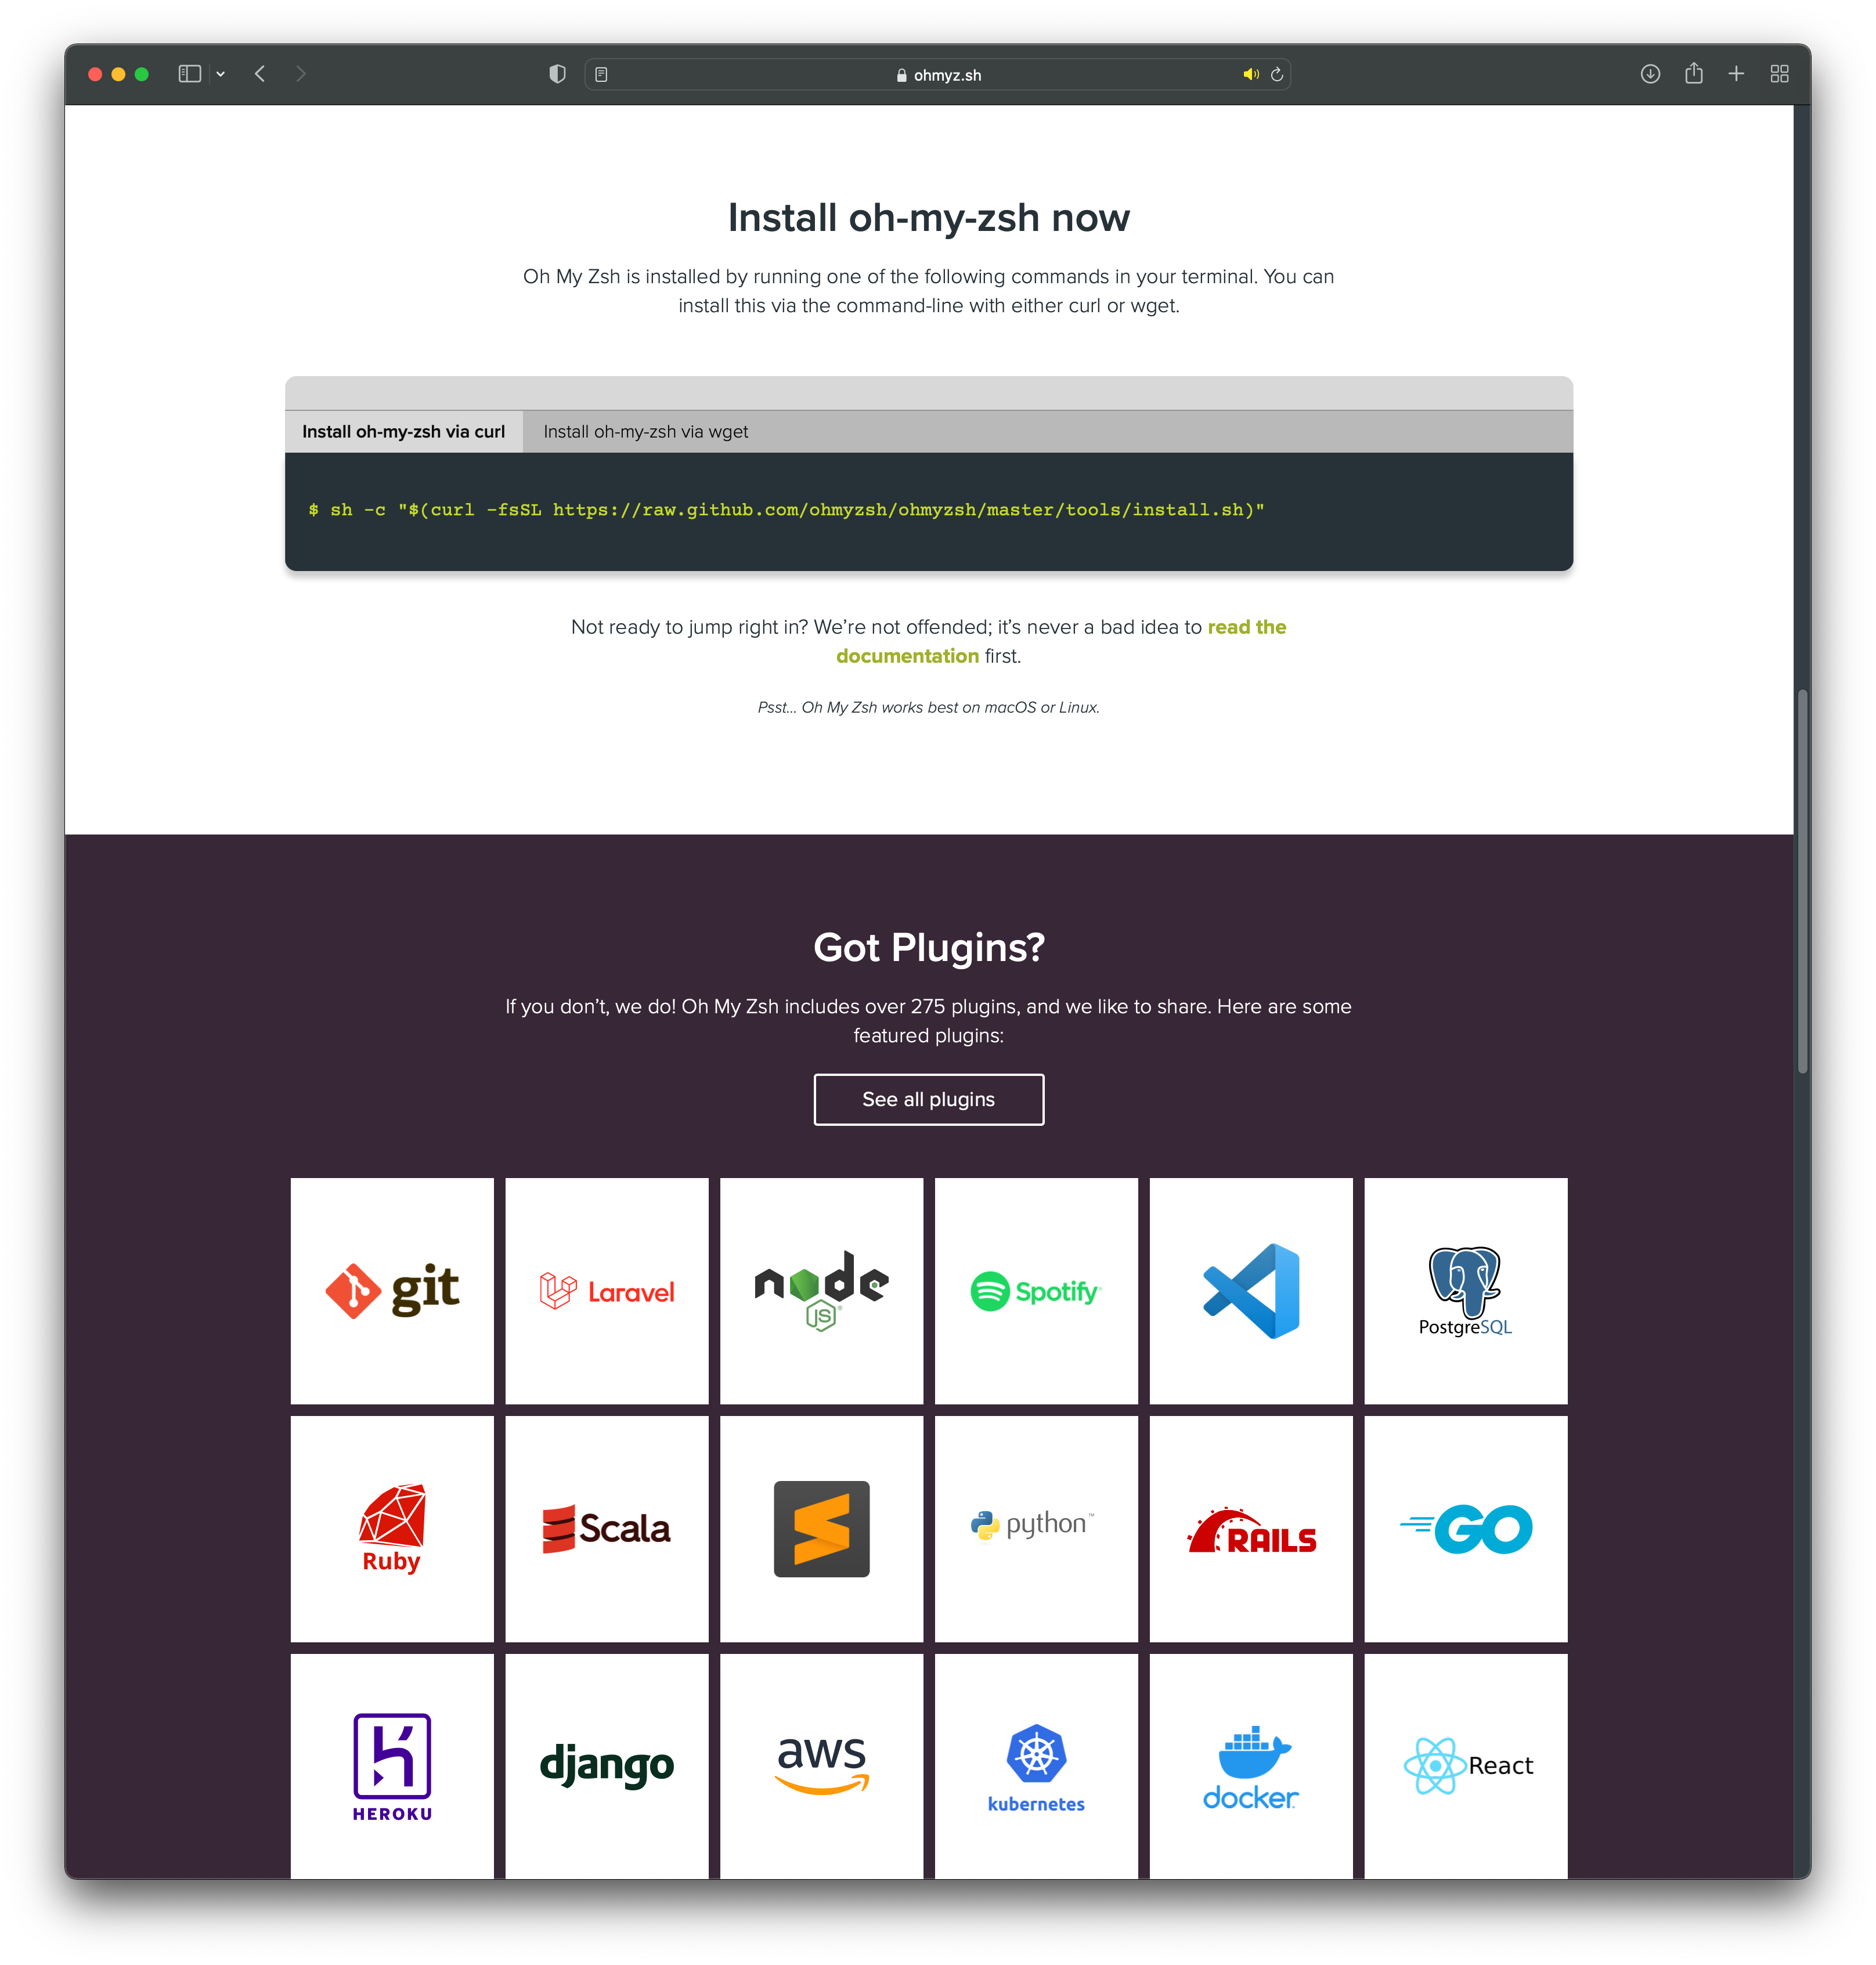 ohmyz.sh
Install oh-my-zsh now
Oh My Zsh is installed by running one of the following commands in your terminal. You can
install this via the command-line with either curl or wget.
Install oh-my-zsh via curl
Install oh-my-zsh via wget
$ sh -c "$(curl -fsSL https://raw.github.com/ohmyzsh/ohmyzsh/master/tools/install.sh)"
Not ready to jump right in? We’re not offended; it’s never a bad idea to read the
documentation first.
Psst... Oh My Zsh works best on macOS or Linux.
Got Plugins?
If you don’t, we do! Oh My Zsh includes over 275 plugins, and we like to share. Here are some
featured plugins:
See all plugins
git
Laravel
node
JS
Spotify
PostgreSQL
Ruby
Scala
python™
RAILS
GO
HEROKU
django
aws
kubernetes
docker
React